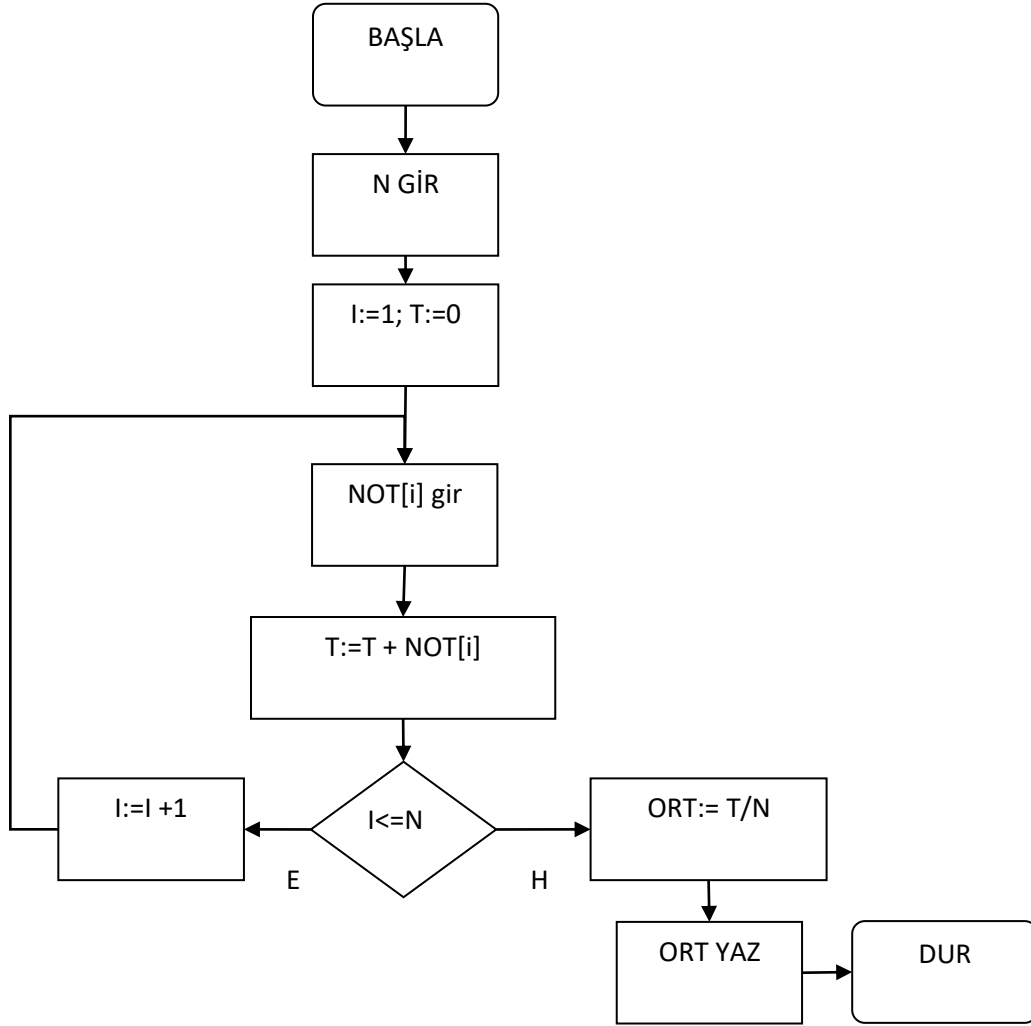 BAŞLA
N GİR
I:=1; T:=0
NOT[i] gir
T:=T + NOT[i]
I:=I +1
I<=N
ORT:= T/N
E
H
ORT YAZ
DUR